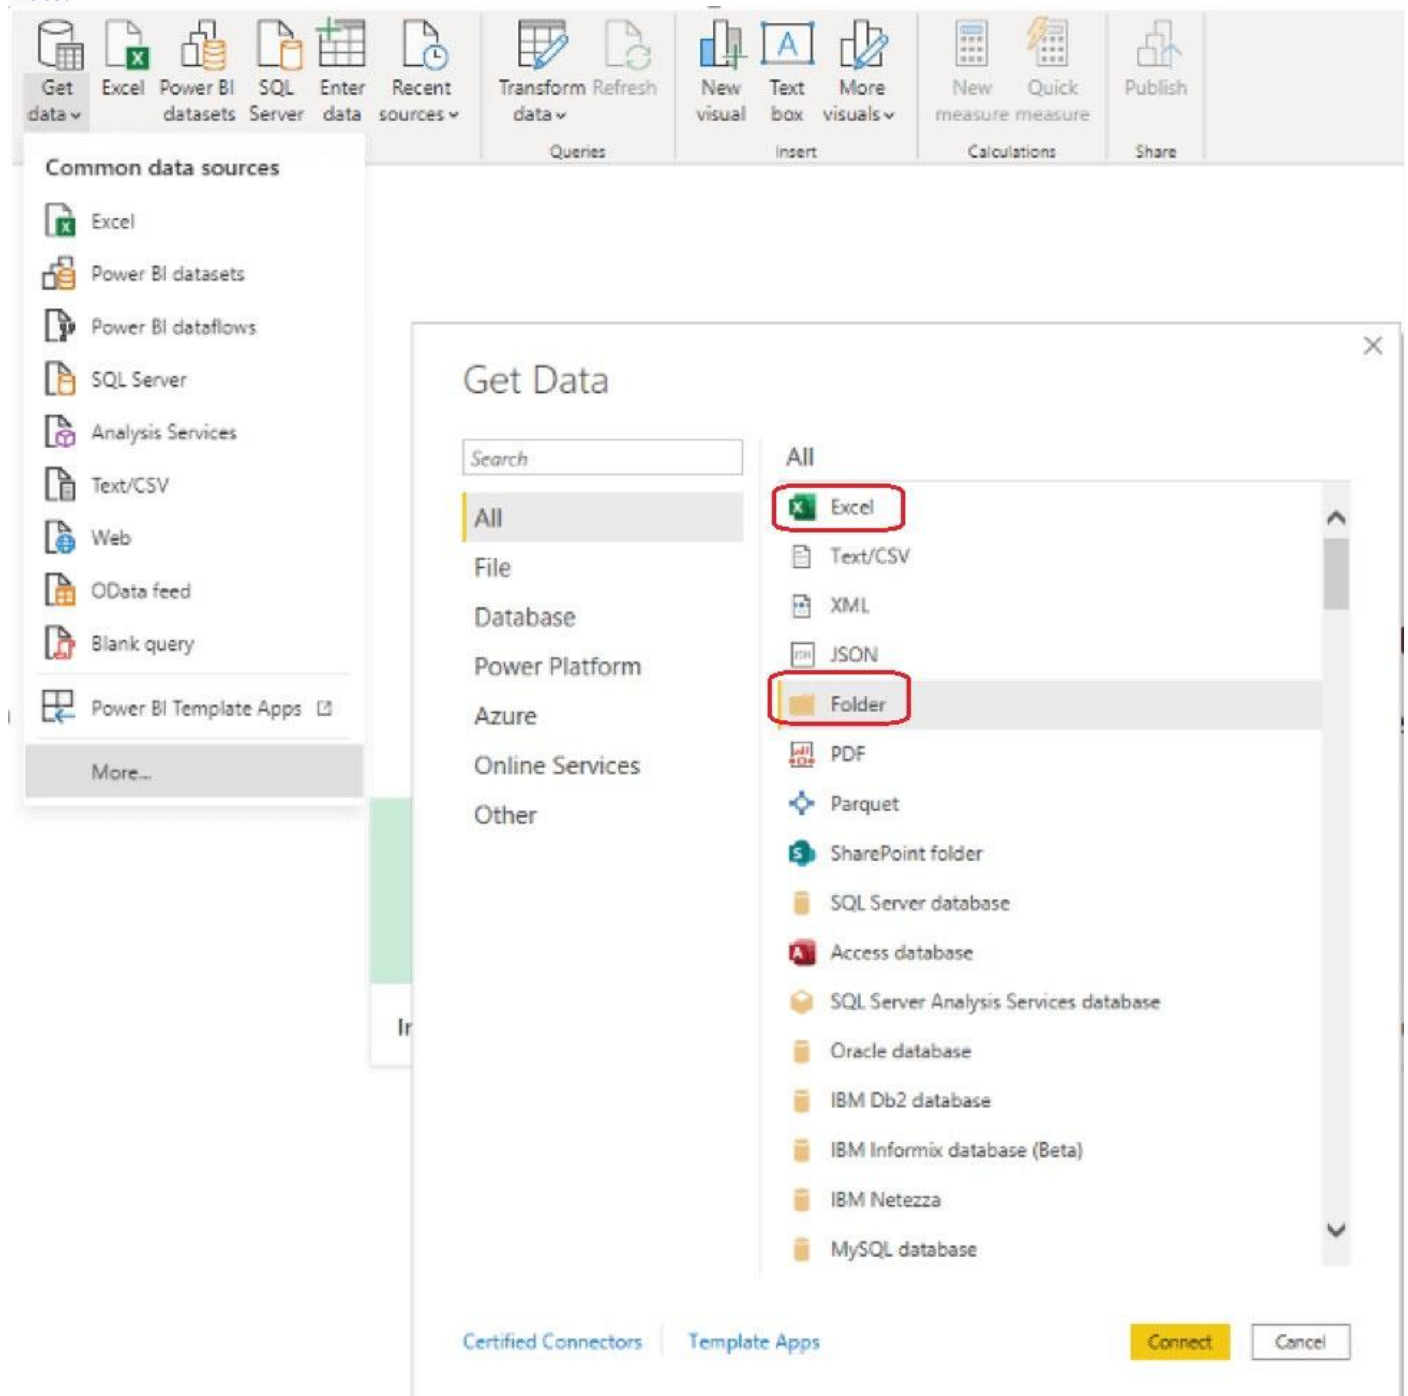 Get Excel Power BI SQL Enter Recent Transform Refresh New Text More New Quick Publish
data datasets Server data sources data visual box visuals measure measure
Queries Insert Calculations Share
Common data sources
Excel
Power BI datasets
Power BI dataflows
SQL Server
Analysis Services
Text/CSV
Web
OData feed
Blank query
Power BI Template Apps
More...
Get Data
Search
All
File
Database
Power Platform
Azure
Online Services
Other
All
Excel
Text/CSV
XML
JSON
Folder
PDF
Parquet
SharePoint folder
SQL Server database
Access database
SQL Server Analysis Services database
Oracle database
IBM Db2 database
IBM Informix database (Beta)
IBM Netezza
MySQL database
Certified Connectors
Template Apps
Connect
Cancel